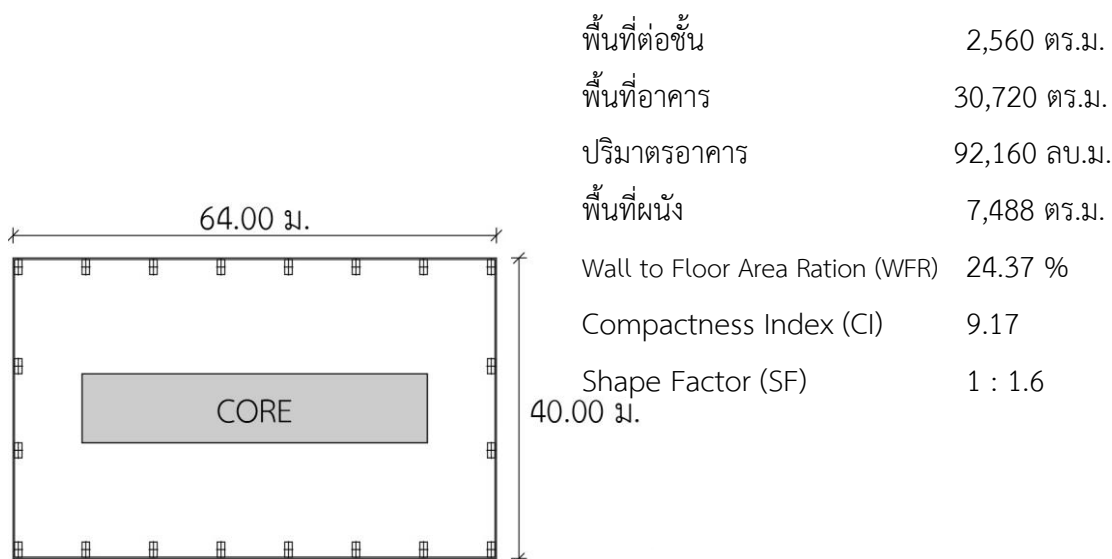 พื้นที่ต่อชั้น 2,560 ตร.ม.
พื้นที่อาคาร 30,720 ตร.ม.
ปริมาตรอาคาร 92,160 ลบ.ม.
พื้นที่ผนัง 7,488 ตร.ม.
64.00 ม.
Wall to Floor Area Ration (WFR) 24.37 %
Compactness Index (CI) 9.17
Shape Factor (SF) 1 : 1.6
CORE
40.00 ม.